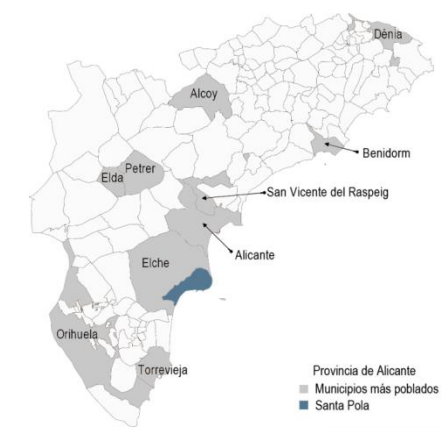 Dénia
Alcoy
Benidorm
Petrer
Elda
San Vicente del Raspeig
Alicante
Elche
Orihuela
Torrevieja
Provincia de Alicante
Municipios más poblados
Santa Pola